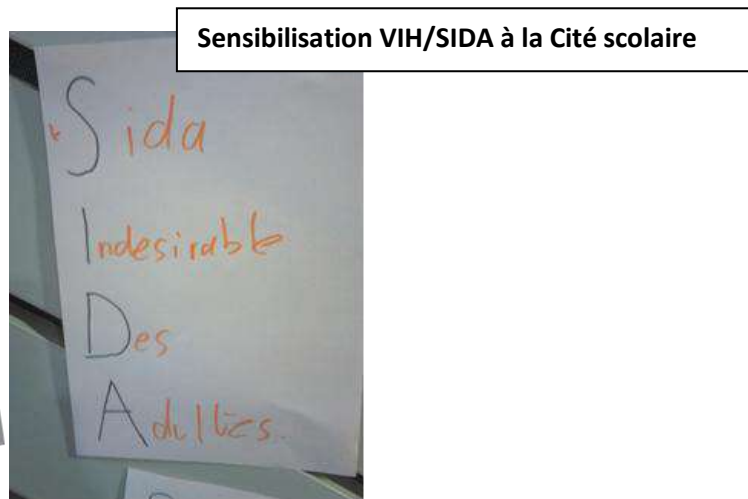 Sensibilisation VIH/SIDA à la Cité scolaire
Sida
Indesirable
Des
Adultes.